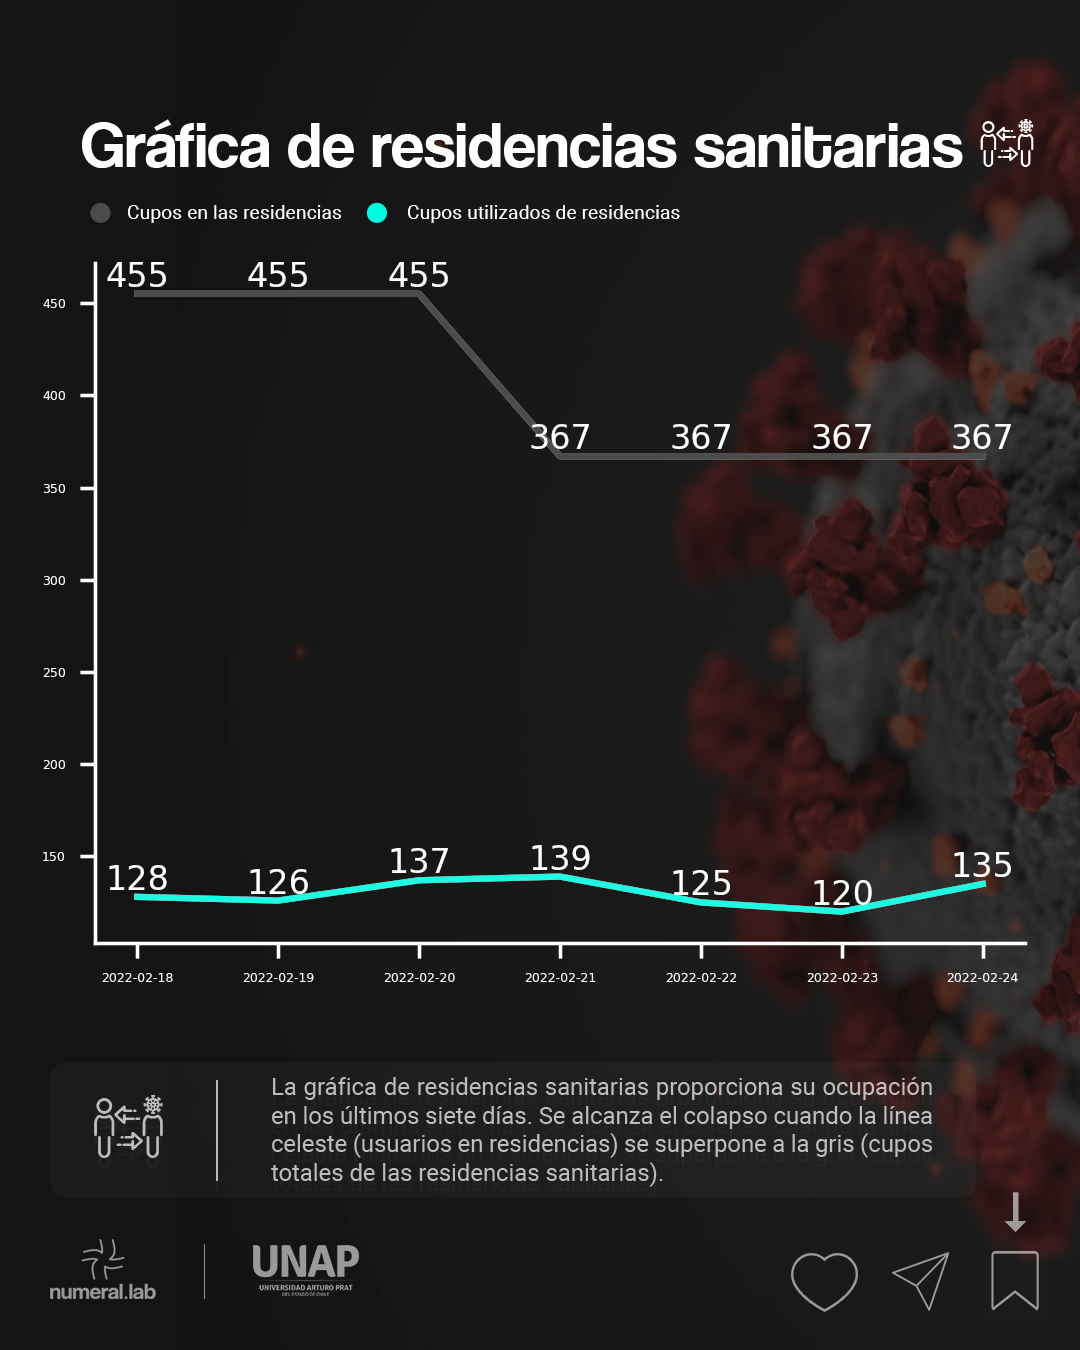 Gráfica de residencias sanitarias
Cupos en las residencias Cupos utilizados de residencias
455 455 455
450
400
367 367 367 367
350
300
250
200
150
128 126 137 139 125 120 135
2022-02-18 2022-02-19 2022-02-20 2022-02-21 2022-02-22 2022-02-23 2022-02-24
La gráfica de residencias sanitarias proporciona su ocupación
en los últimos siete días. Se alcanza el colapso cuando la línea
celeste (usuarios en residencias) se superpone a la gris (cupos
totales de las residencias sanitarias).
numeral.lab
UNAP
UNIVERSIDAD ARTURO PRAT
DEL ESTADO DE CHILE